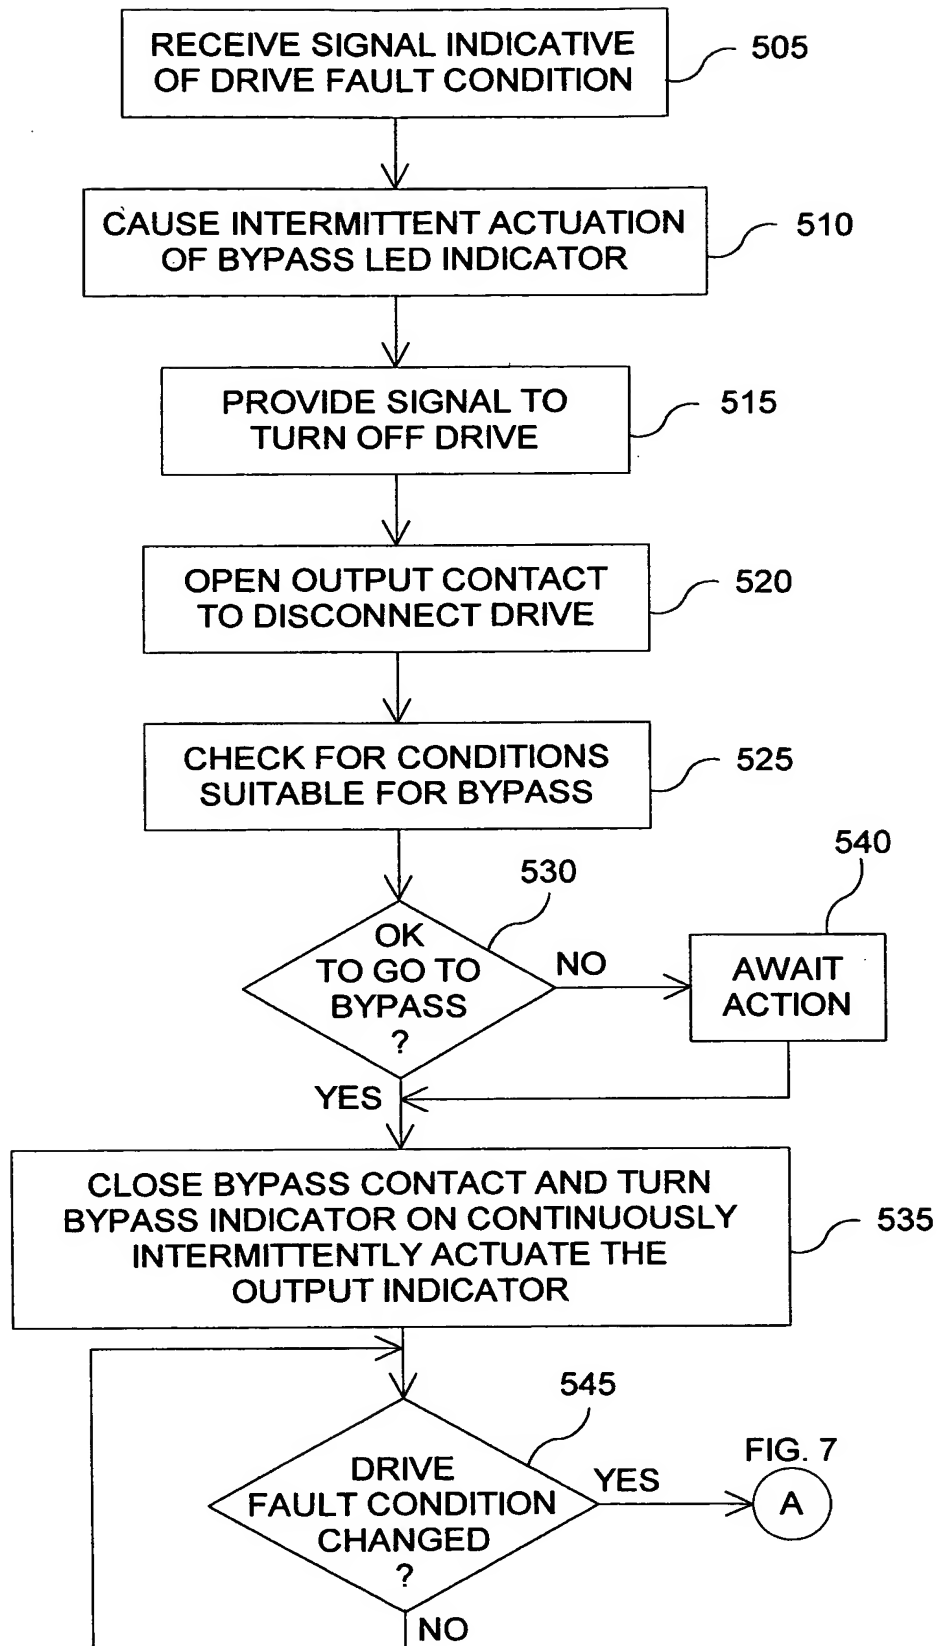 RECEIVE SIGNAL INDICATIVE
OF DRIVE FAULT CONDITION
505
CAUSE INTERMITTENT ACTUATION
OF BYPASS LED INDICATOR
510
PROVIDE SIGNAL TO
TURN OFF DRIVE
515
OPEN OUTPUT CONTACT
TO DISCONNECT DRIVE
520
CHECK FOR CONDITIONS
SUITABLE FOR BYPASS
525
530
OK
TO GO TO
BYPASS
?
NO
540
AWAIT
ACTION
YES
CLOSE BYPASS CONTACT AND TURN
BYPASS INDICATOR ON CONTINUOUSLY
INTERMITTENTLY ACTUATE THE
OUTPUT INDICATOR
535
545
DRIVE
FAULT CONDITION
CHANGED
?
YES
FIG. 7
A
NO